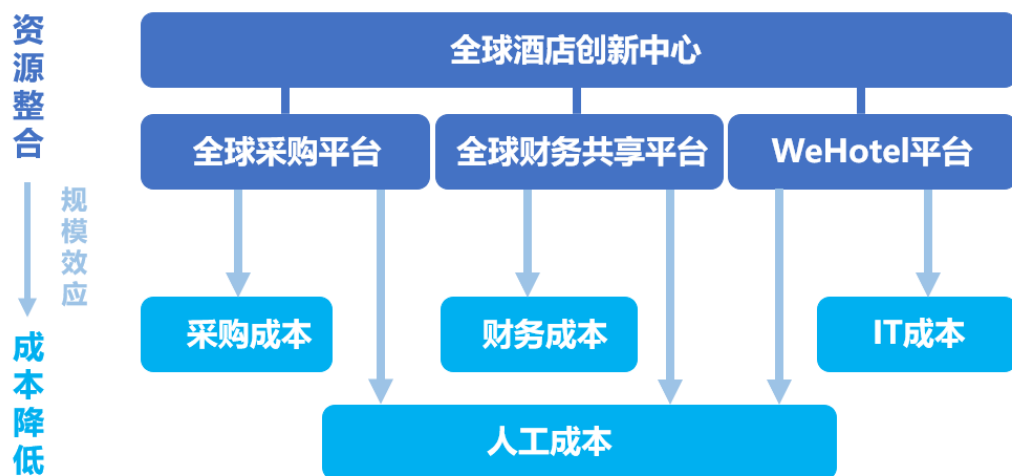 资源整合
规模效应
成本降低
全球酒店创新中心
全球采购平台
全球财务共享平台
WeHotel平台
采购成本
财务成本
IT成本
人工成本